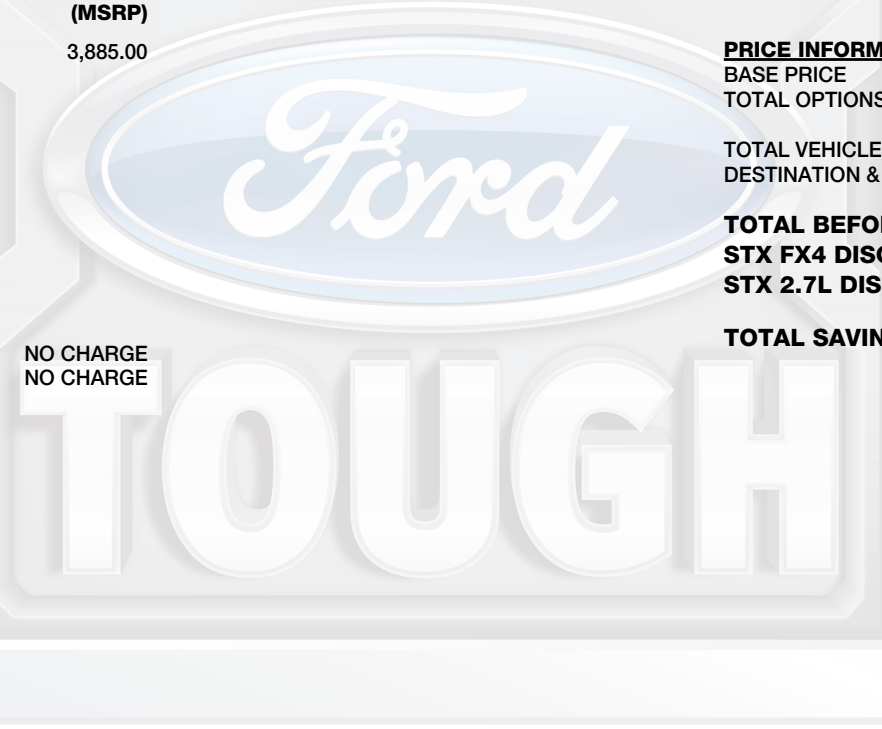 (MSRP)
3,885.00
NO CHARGE
NO CHARGE
PRICE INFORM
BASE PRICE
TOTAL OPTIONS
TOTAL VEHICLE
DESTINATION &
TOTAL BEFO
STX FX4 DISC
STX 2.7L DIS
TOTAL SAVIN
Ford
TOUGH